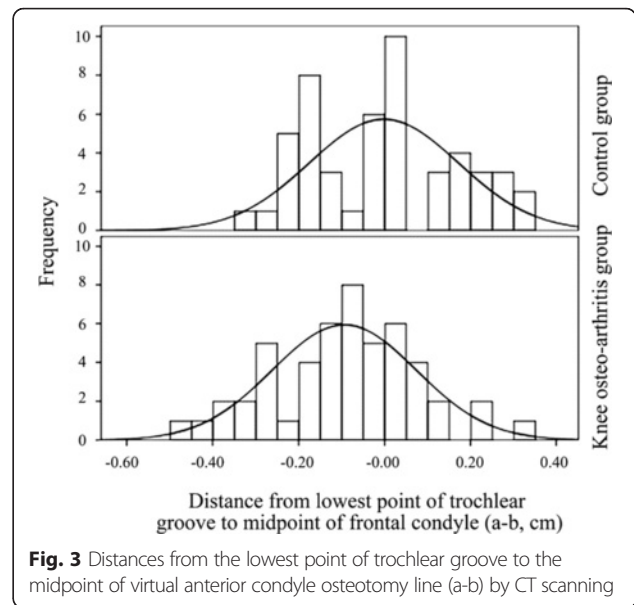 10
8
6
4
2
0
Control group
10
8
6
4
2
0
Knee osteo-arthritis group
Frequency
-0.60 -0.40 -0.20 -0.00 0.20 0.40
Distance from lowest point of trochlear
groove to midpoint of frontal condyle (a-b, cm)
Fig. 3 Distances from the lowest point of trochlear groove to the
midpoint of virtual anterior condyle osteotomy line (a-b) by CT scanning